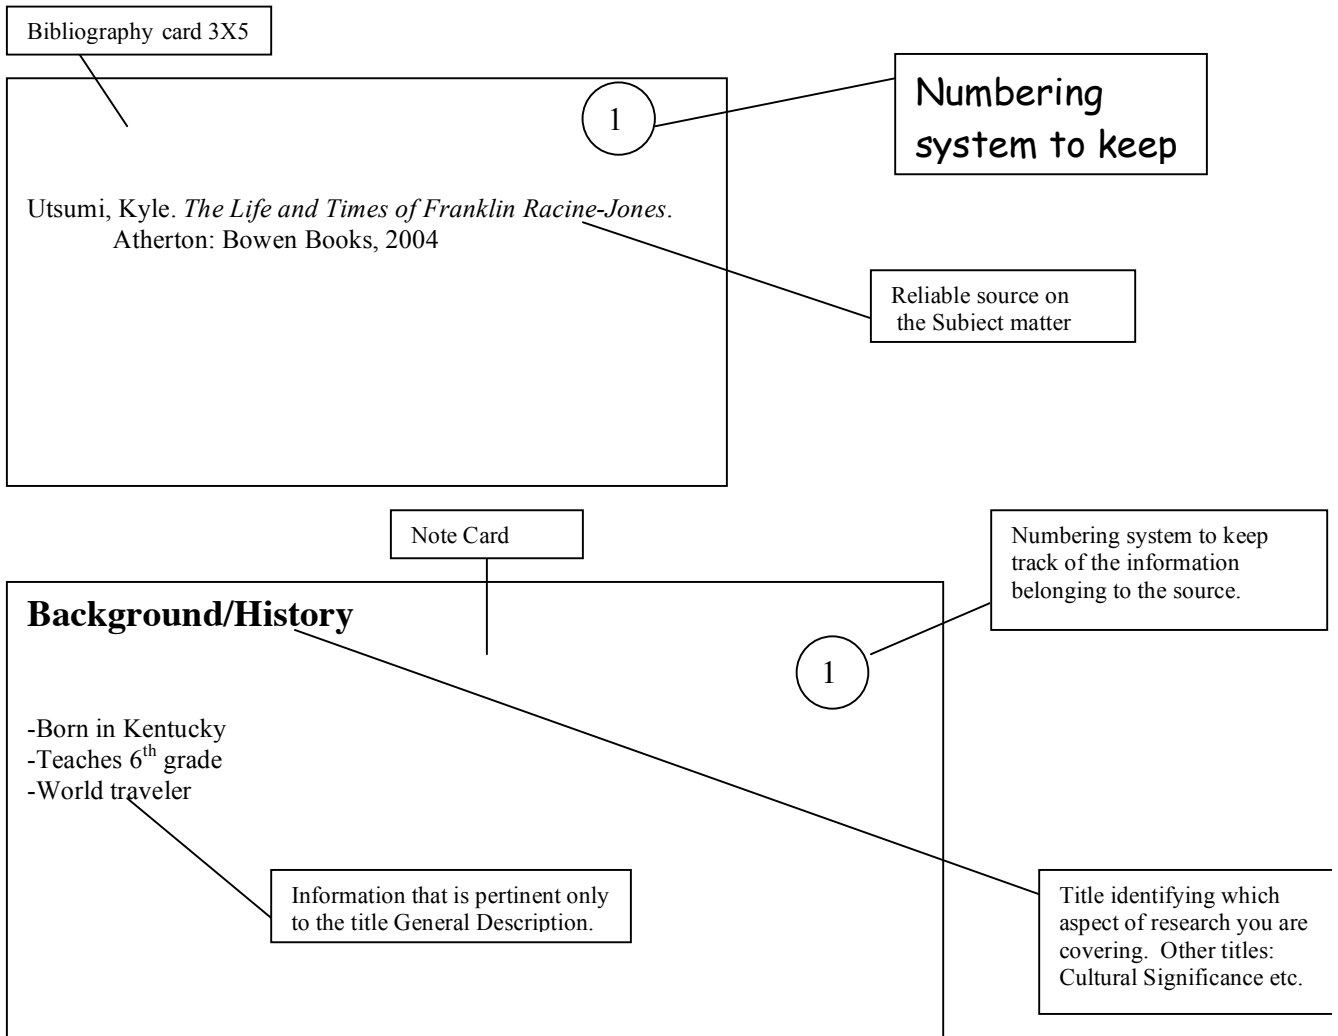 Bibliography card 3X5
1
Numbering
system to keep
Utsumi, Kyle. The Life and Times of Franklin Racine-Jones.
Atherton: Bowen Books, 2004
Reliable source on
the Subject matter
Note Card
Numbering system to keep
track of the information
belonging to the source.
Background/History
1
-Born in Kentucky
-Teaches 6th grade
-World traveler
Information that is pertinent only
to the title General Description.
Title identifying which
aspect of research you are
covering. Other titles:
Cultural Significance etc.